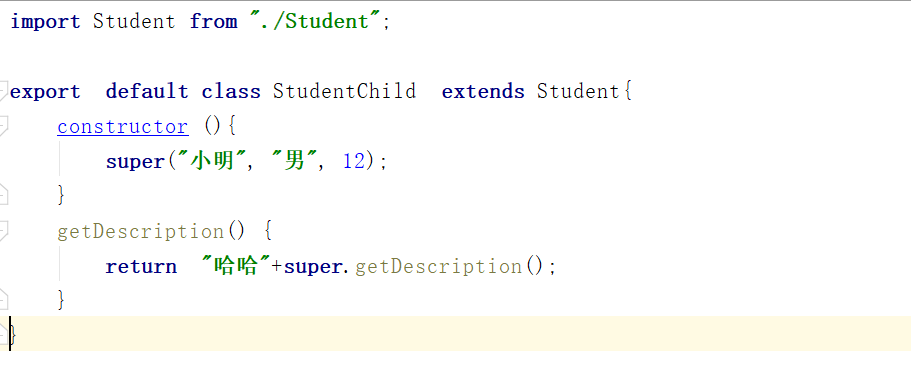 import Student from "./Student";
export  default class StudentChild  extends Student{
constructor (){
super("小明", "男", 12);
}
getDescription() {
return  "哈哈"+super.getDescription();
}
}